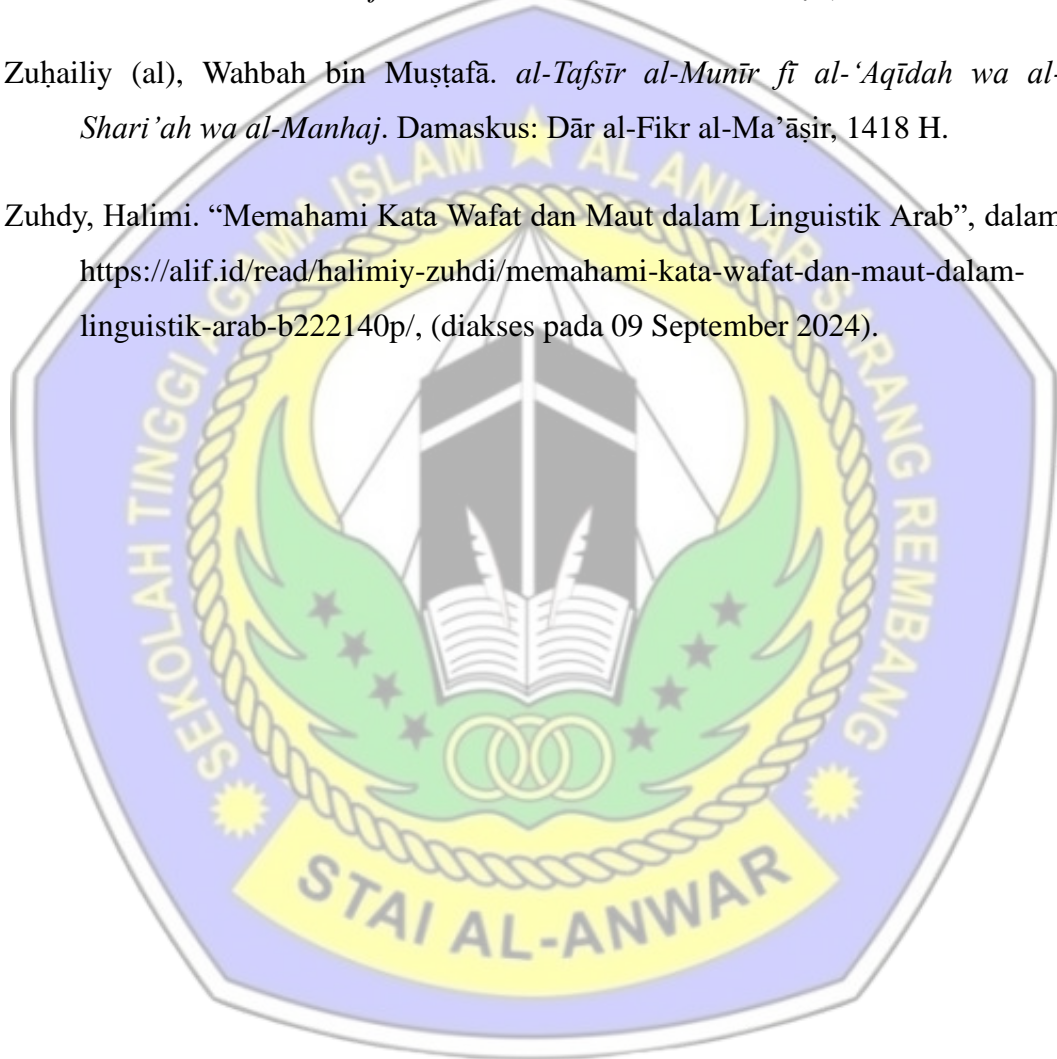 Zuḥailiy (al), Wahbah bin Muṣṭafā. al-Tafsīr al-Munīr fī al-‘Aqīdah wa al-
Shari’ah wa al-Manhaj. Damaskus: Dār al-Fikr al-Ma’āṣir, 1418 H.
Zuhdy, Halimi. “Memahami Kata Wafat dan Maut dalam Linguistik Arab”, dalam
https://alif.id/read/halimiy-zuhdi/memahami-kata-wafat-dan-maut-dalam-
linguistik-arab-b222140p/, (diakses pada 09 September 2024).
SEKOLAH TINGGI AGAMA ISLAM AL ANWAR SARANG REMBANG
STAI AL-ANWAR